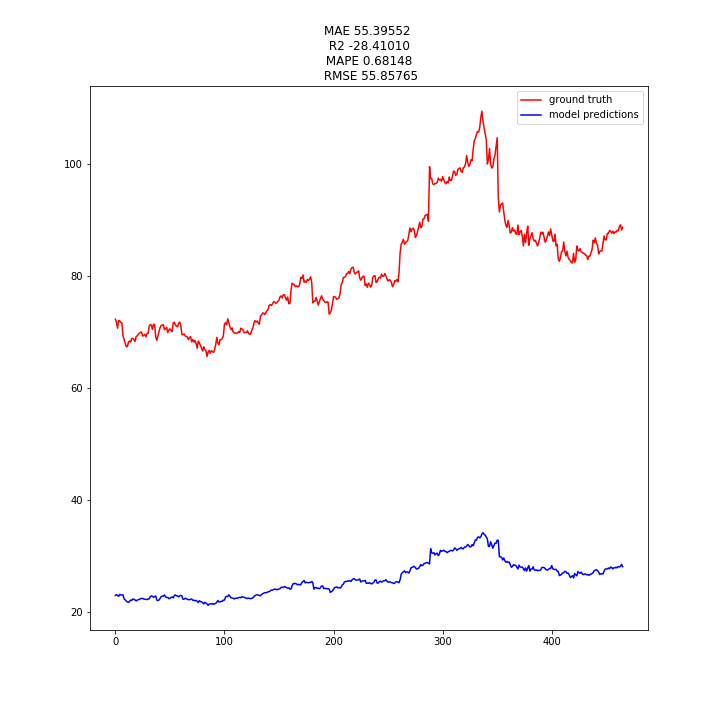 MAE 55.39552
R2 -28.41010
MAPE 0.68148
RMSE 55.85765
ground truth
model predictions
100
80
60
40
20
0 100 200 300 400